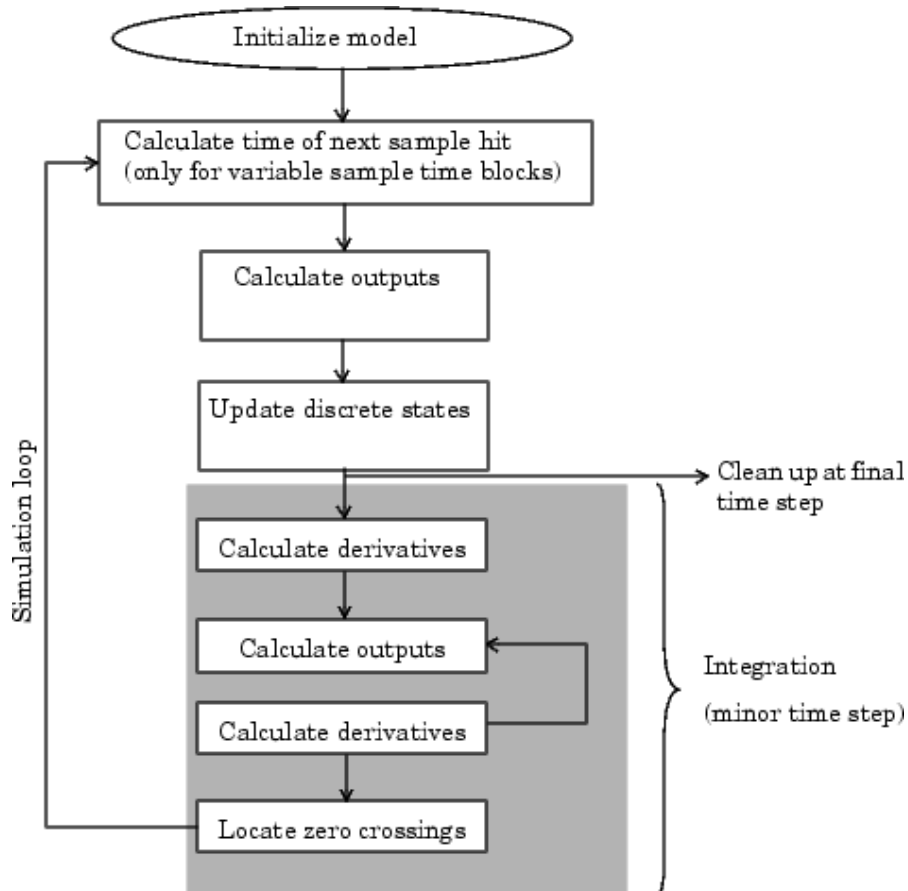 Initialize model
Calculate time of next sample hit
(only for variable sample time blocks)
Calculate outputs
Update discrete states
Clean up at final
time step
Simulation loop
Calculate derivatives
Calculate outputs
Integration
(minor time step)
Calculate derivatives
Locate zero crossings